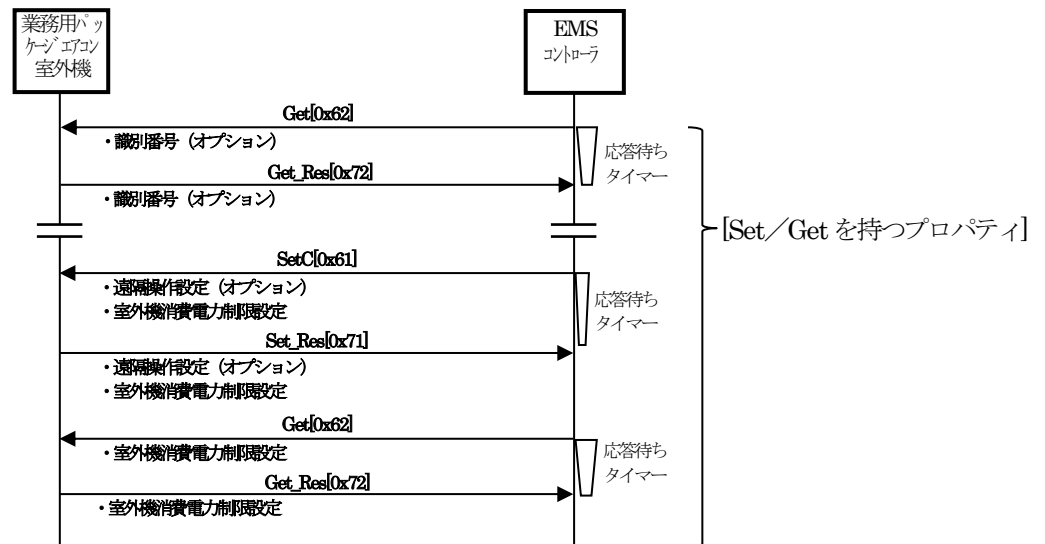 業務用パッ
ケージエアコン
室外機
EMS
コントローラ
Get[0x62]
・識別番号（オプション）
応答待ち
タイマー
Get_Res[0x72]
・識別番号（オプション）
[Set／Getを持つプロパティ]
SetC[0x61]
・遠隔操作設定（オプション）
・室外機消費電力制限設定
応答待ち
タイマー
Set_Res[0x71]
・遠隔操作設定（オプション）
・室外機消費電力制限設定
Get[0x62]
・室外機消費電力制限設定
応答待ち
タイマー
Get_Res[0x72]
・室外機消費電力制限設定